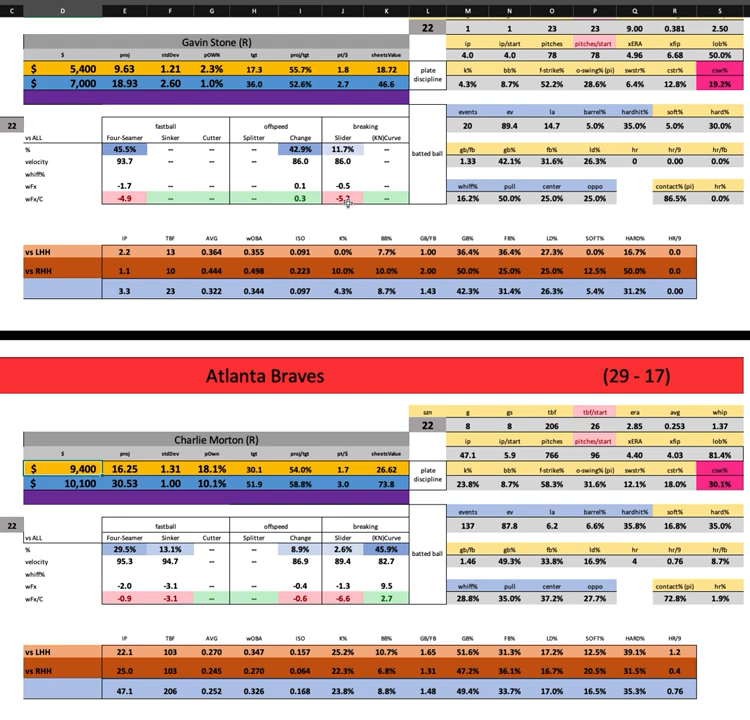 C D E F G H I J K L M N O P Q R S
22 1 1 23 23 9.00 0.381 2.50
Gavin Stone (R) ip ip/start pitches pitches/start xERA xfip lob%
$ proj stdDev pOWN tgt proj/tgt pt/$ sheetsValue 4.0 4.0 78 78 4.96 6.68 50.0%
$ 5,400 9.63 1.21 2.3% 17.3 55.7% 1.8 18.72 plate discipline k% bb% f-strike% o-swing% (pi) swstr% cstr% csw%
$ 7,000 18.93 2.60 1.0% 36.0 52.6% 2.7 46.6 4.3% 8.7% 52.2% 28.6% 6.4% 12.8% 19.2%
events ev la barrel% hardhit% soft% hard%
22 fastball offspeed breaking 20 89.4 14.7 5.0% 35.0% 5.0% 30.0%
vs ALL Four-Seamer Sinker Cutter Splitter Change Slider (KN)Curve
% 45.5% -- -- -- 42.9% 11.7% -- batted ball gb/fb gb% fb% ld% hr hr/9 hr/fb
velocity 93.7 -- -- -- 86.0 86.0 -- 1.33 42.1% 31.6% 26.3% 0 0.00 0.0%
whiff%
wFx -1.7 -- -- -- 0.1 -0.5 -- whiff% pull center oppo contact% (pi) hr%
wFx/C -4.9 -- -- -- 0.3 -- 16.2% 50.0% 25.0% 25.0% 86.5% 0.0%
IP TBF AVG wOBA ISO K% BB% GB/FB GB% FB% LD% SOFT% HARD% HR/9
vs LHH 2.2 13 0.364 0.355 0.091 0.0% 7.7% 1.00 36.4% 36.4% 27.3% 0.0% 16.7% 0.0
vs RHH 1.1 10 0.444 0.498 0.223 10.0% 10.0% 2.00 50.0% 25.0% 25.0% 12.5% 50.0% 0.0
3.3 23 0.322 0.344 0.097 4.3% 8.7% 1.43 42.3% 31.4% 26.3% 5.4% 31.2% 0.00
Atlanta Braves (29 - 17)
szn g gs tbf tbf/start era avg whip
22 8 8 206 26 2.85 0.253 1.37
Charlie Morton (R) ip ip/start pitches pitches/start xERA xfip lob%
$ proj stdDev pOwn tgt proj/tgt pt/$ sheetsValue 47.1 5.9 766 96 4.40 4.03 81.4%
$ 9,400 16.25 1.31 18.1% 30.1 54.0% 1.7 26.62 plate discipline k% bb% f-strike% o-swing% (pi) swstr% cstr% csw%
$ 10,100 30.53 1.00 10.1% 51.9 58.8% 3.0 73.8 23.8% 8.7% 58.3% 31.6% 12.1% 18.0% 30.1%
events ev la barrel% hardhit% soft% hard%
22 fastball offspeed breaking 137 87.8 6.2 6.6% 35.8% 16.8% 35.0%
vs ALL Four-Seamer Sinker Cutter Splitter Change Slider (KN)Curve
% 29.5% 13.1% -- -- 8.9% 2.6% 45.9% batted ball gb/fb gb% fb% ld% hr hr/9 hr/fb
velocity 95.3 94.7 -- -- 86.9 89.4 82.7 1.46 49.3% 33.8% 16.9% 4 0.76 8.7%
whiff%
wFx -2.0 -3.1 -- -- -0.4 -1.3 9.5 whiff% pull center oppo contact% (pi) hr%
wFx/C -0.9 -3.1 -- -- -0.6 -6.6 2.7 28.8% 35.0% 37.2% 27.7% 72.8% 1.9%
IP TBF AVG wOBA ISO K% BB% GB/FB GB% FB% LD% SOFT% HARD% HR/9
vs LHH 22.1 103 0.270 0.347 0.157 25.2% 10.7% 1.65 51.6% 31.3% 17.2% 12.5% 39.1% 1.2
vs RHH 25.0 103 0.245 0.270 0.064 22.3% 6.8% 1.31 47.2% 36.1% 16.7% 20.5% 31.5% 0.4
47.1 206 0.252 0.326 0.168 23.8% 8.8% 1.48 49.4% 33.7% 17.0% 16.5% 35.3% 0.76